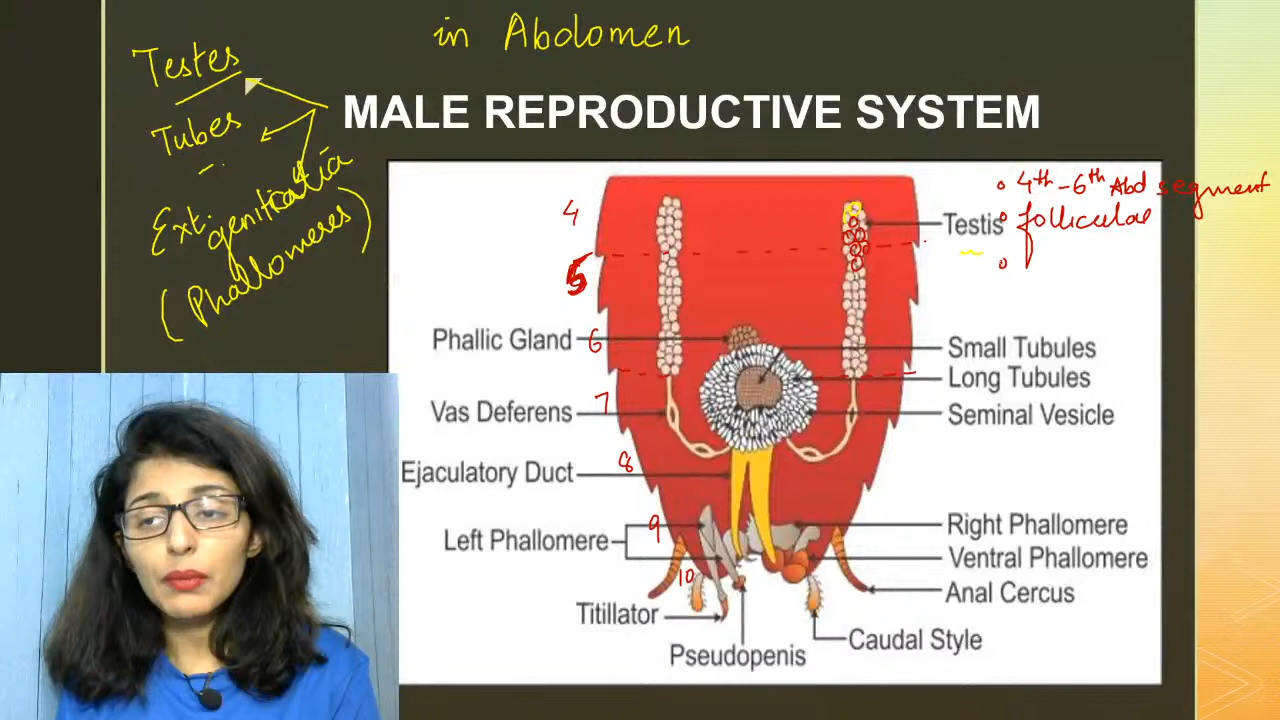 in Abdomen
Testes
MALE REPRODUCTIVE SYSTEM
Tubes
Ext. genitalia
(Phallomeres)
4th - 6th Abd segment
4
Testis
folliculae
5
Phallic Gland
6
Small Tubules
Long Tubules
Vas Deferens
7
Seminal Vesicle
Ejaculatory Duct
8
Left Phallomere
9
Right Phallomere
Ventral Phallomere
10
Anal Cercus
Titillator
Caudal Style
Pseudopenis